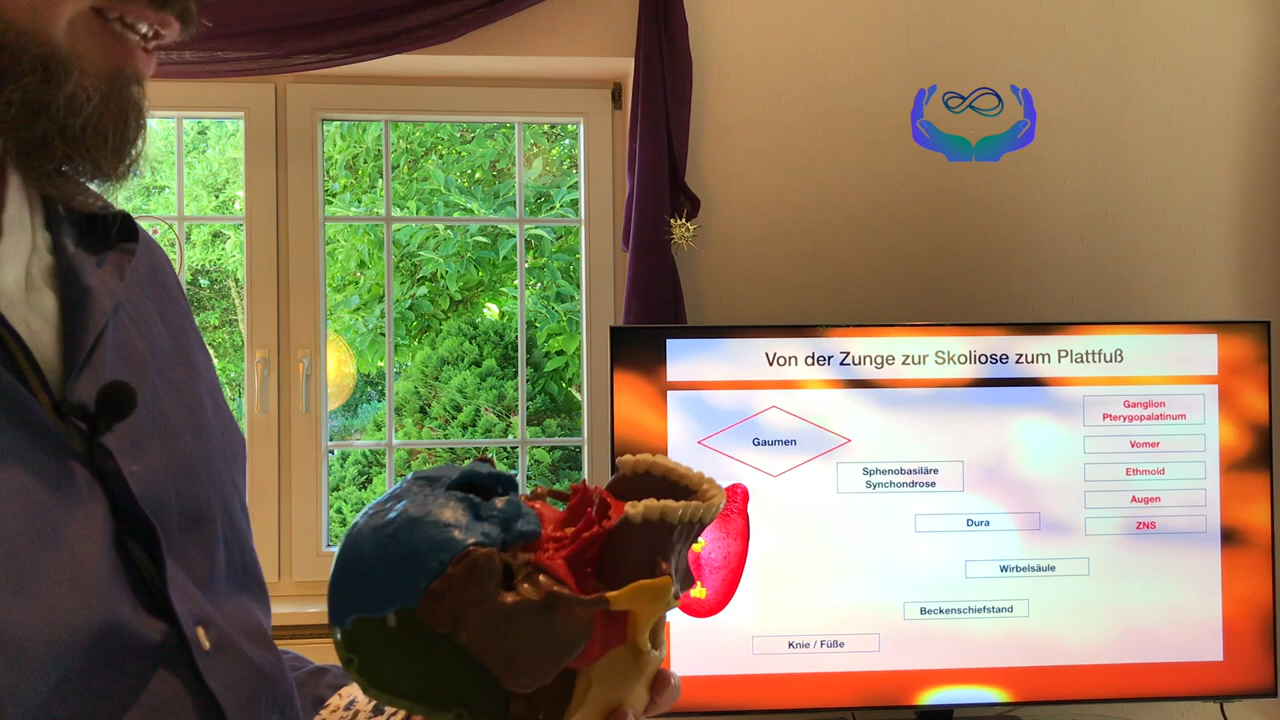 Von der Zunge zur Skoliose zum Plattfuß
Gaumen
Sphenobasiläre
Synchondrose
Dura
Wirbelsäule
Beckenschiefstand
Knie / Füße
Ganglion
Pterygopalatinum
Vomer
Ethmoid
Augen
ZNS